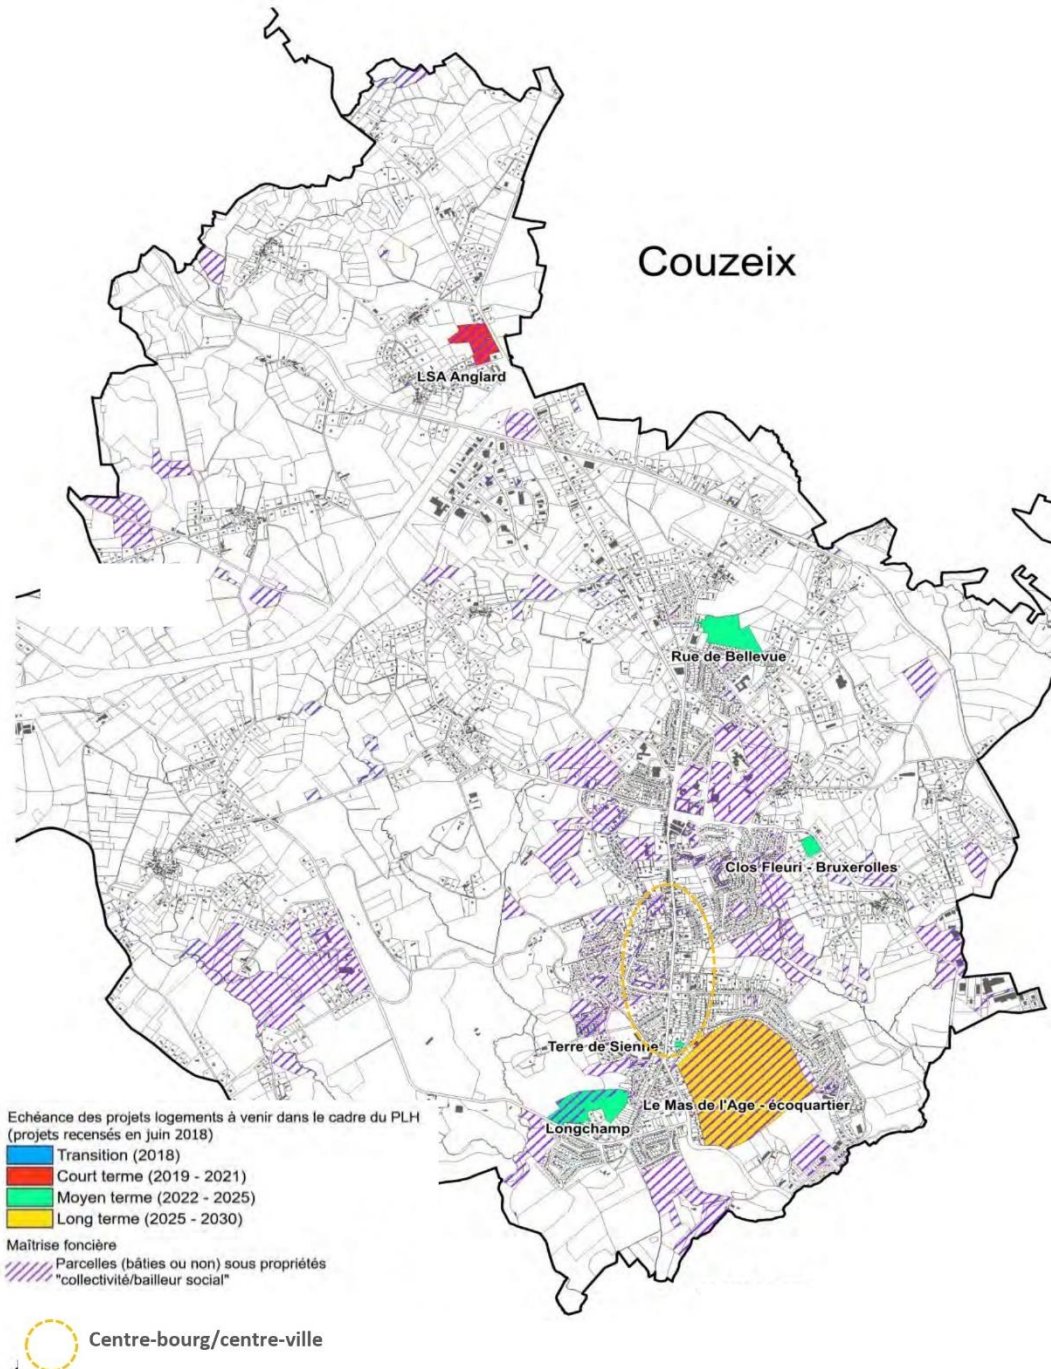 Couzeix
LSA Anglard
Rue de Bellevue
Clos Fleuri - Bruxerolles
Terre de Sienne
Le Mas de l'Age - écoquartier
Longchamp
Echéance des projets logements à venir dans le cadre du PLH
(projets recensés en juin 2018)
Transition (2018)
Court terme (2019 - 2021)
Moyen terme (2022 - 2025)
Long terme (2025 - 2030)
Maîtrise foncière
Parcelles (bâties ou non) sous propriétés
"collectivité/bailleur social"
Centre-bourg/centre-ville